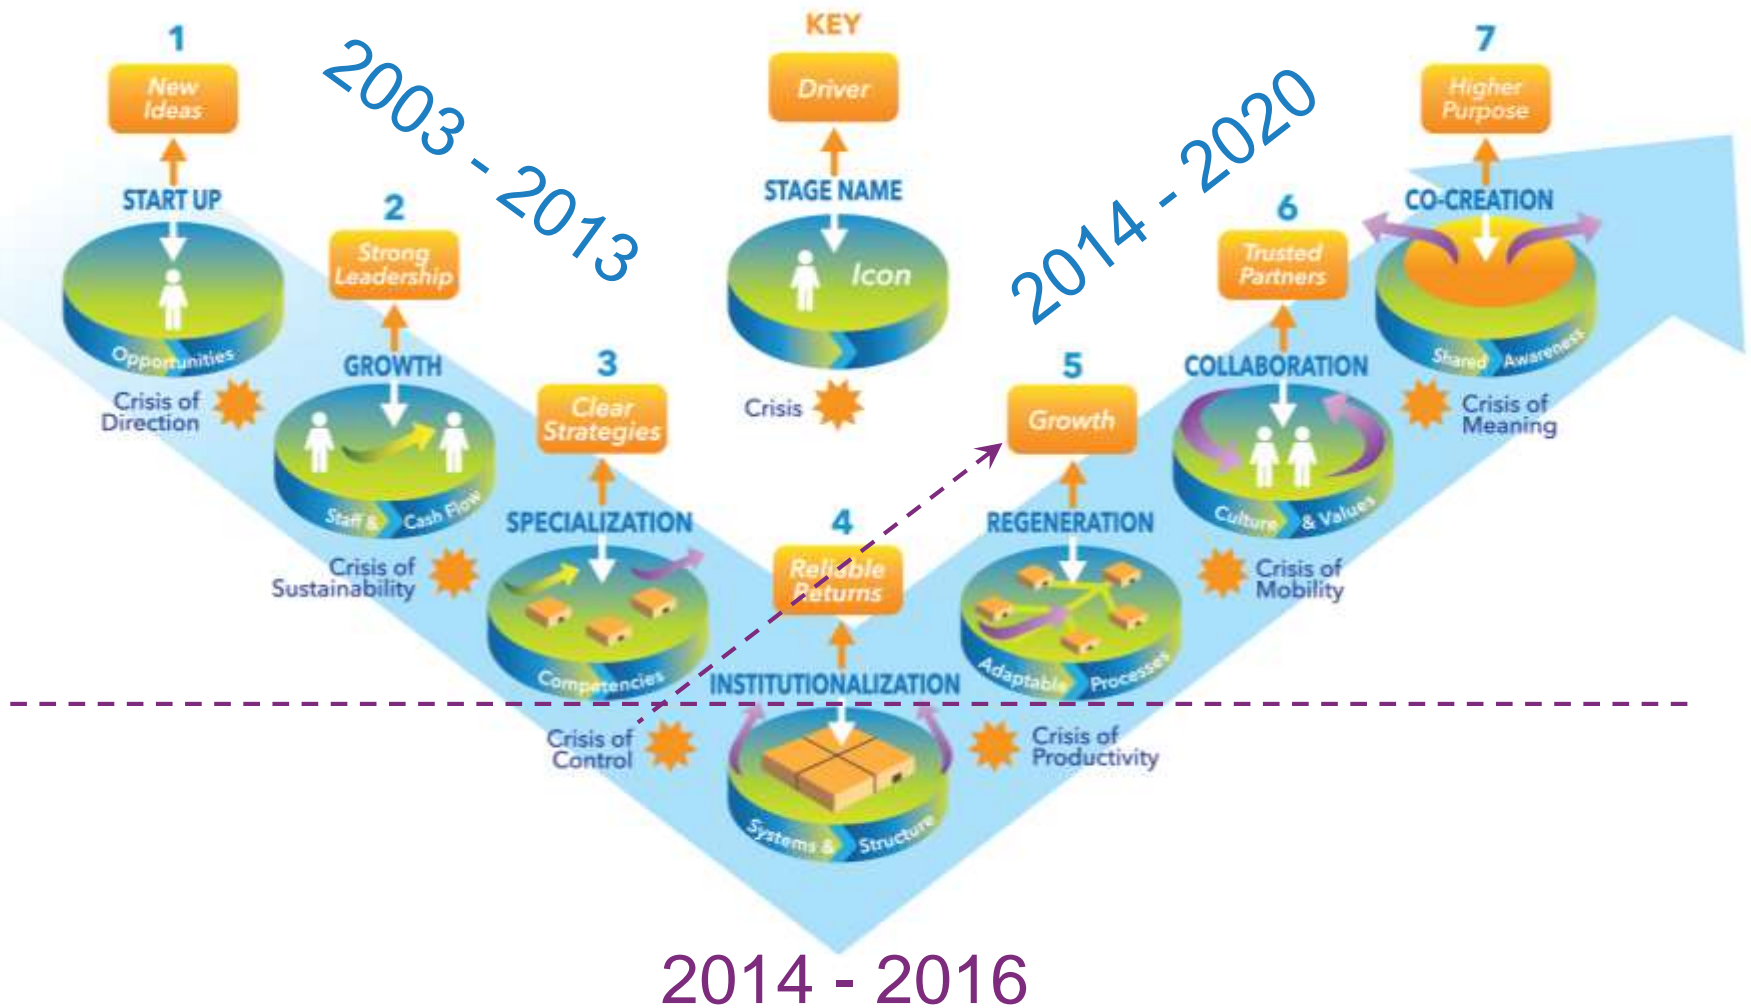 1
New
Ideas
START UP
Opportunities
Crisis of
Direction
2003 - 2013
2
Strong
Leadership
GROWTH
Staff & Cash Flow
Crisis of
Sustainability
3
Clear
Strategies
SPECIALIZATION
Competencies
Crisis of
Control
KEY
Driver
STAGE NAME
Icon
Crisis
4
Reliable
Returns
INSTITUTIONALIZATION
Systems & Structure
Crisis of
Productivity
2014 - 2016
2014 - 2020
5
Growth
REGENERATION
Adaptable Processes
Crisis of
Mobility
6
Trusted
Partners
COLLABORATION
Culture & Values
Crisis of
Meaning
7
Higher
Purpose
CO-CREATION
Shared Awareness